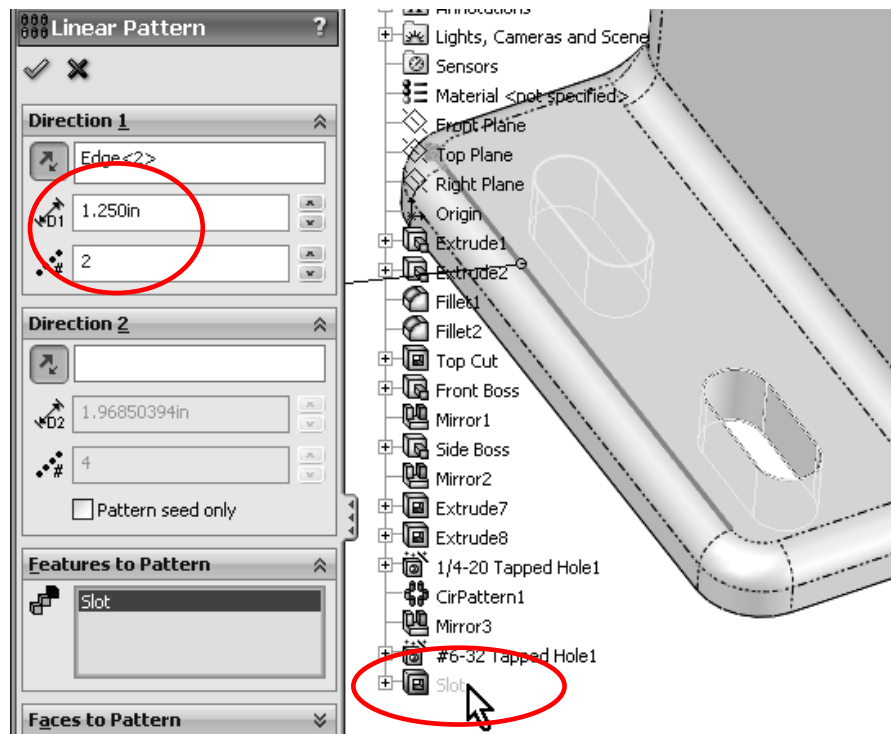 Linear Pattern ?
Direction 1
Edge<2>
D1 1.250in
# 2
Direction 2
D2 1.96850394in
# 4
Pattern seed only
Features to Pattern
Slot
Faces to Pattern
Annotations
Lights, Cameras and Scene
Sensors
Material <not specified>
Front Plane
Top Plane
Right Plane
Origin
Extrude1
Extrude2
Fillet1
Fillet2
Top Cut
Front Boss
Mirror1
Side Boss
Mirror2
Extrude7
Extrude8
1/4-20 Tapped Hole1
CirPattern1
Mirror3
#6-32 Tapped Hole1
Slot